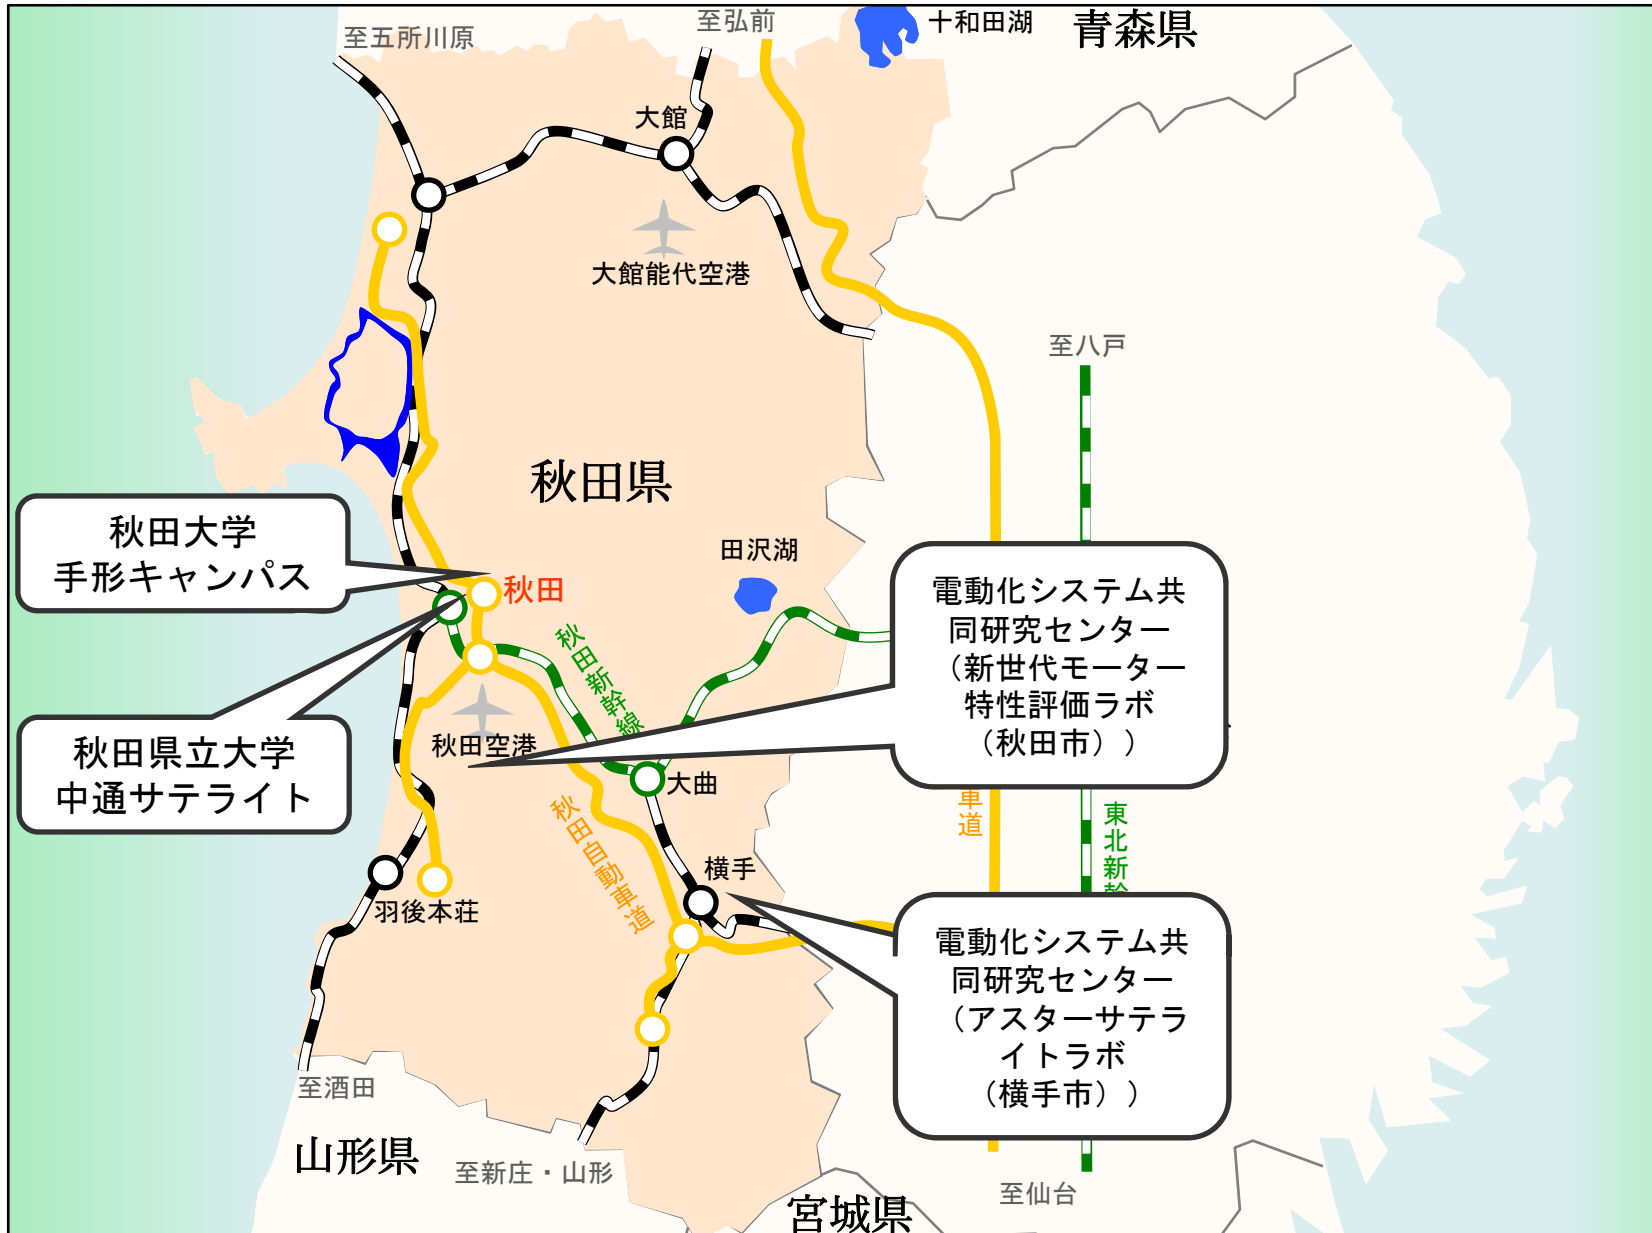 至五所川原
至弘前
十和田湖
青森県
大館
大館能代空港
至八戸
秋田県
秋田大学
手形キャンパス
田沢湖
秋田
電動化システム共
同研究センター
（新世代モーター
特性評価ラボ
（秋田市））
秋田新幹線
秋田県立大学
中通サテライト
秋田空港
大曲
秋田自動車道
車道
東北新幹
横手
羽後本荘
電動化システム共
同研究センター
（アスターサテラ
イトラボ
（横手市））
至酒田
山形県
至新庄・山形
至仙台
宮城県